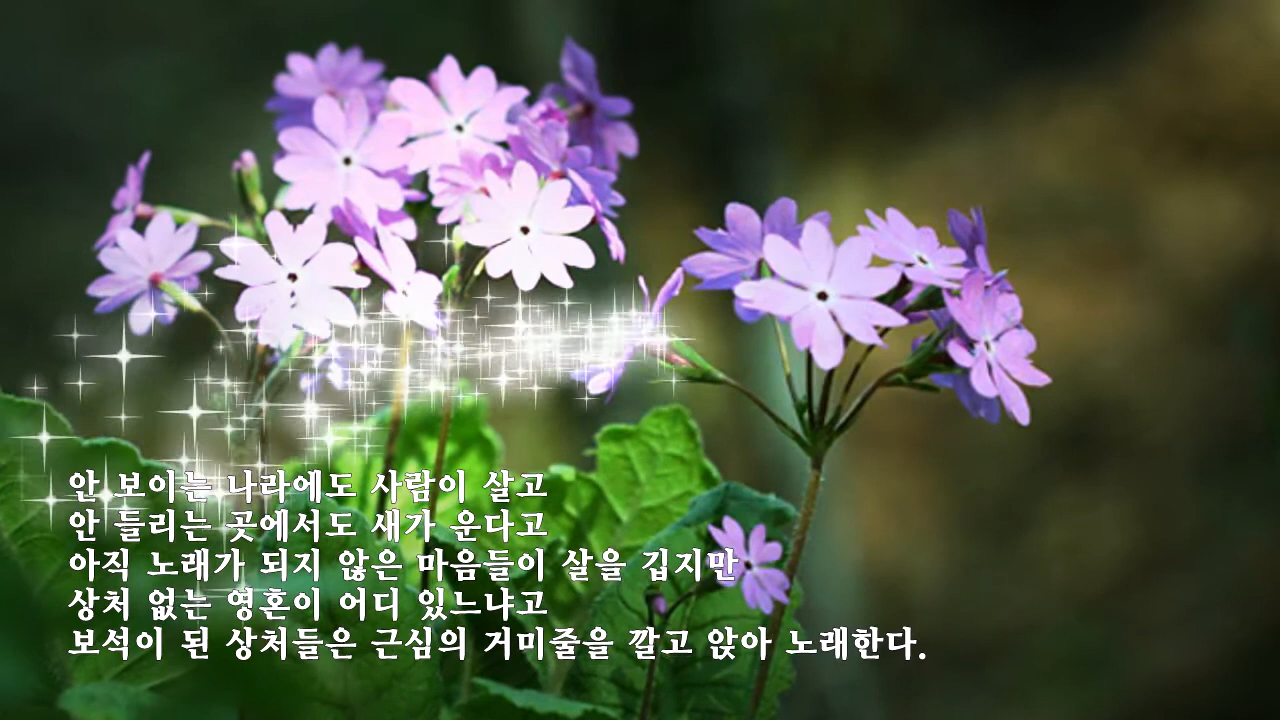 안 보이는 나라에도 사람이 살고
안 들리는 곳에서도 새가 운다고
아직 노래가 되지 않은 마음들이 살을 깁지만
상처 없는 영혼이 어디 있느냐고
보석이 된 상처들은 근심의 거미줄을 깔고 앉아 노래한다.